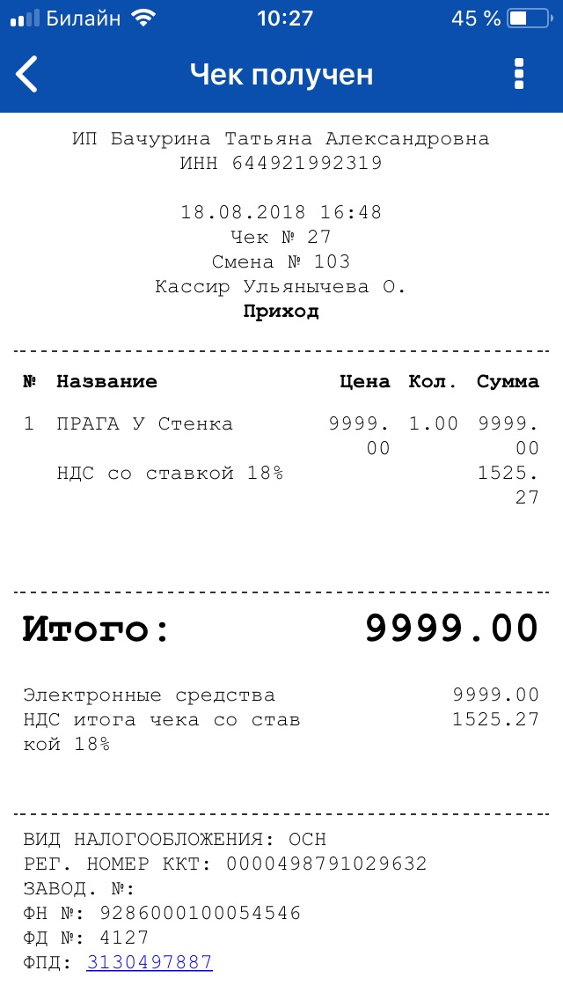 Билайн 10:27 45 %
Чек получен
ИП Бачурина Татьяна Александровна
ИНН 644921992319
18.08.2018 16:48
Чек № 27
Смена № 103
Кассир Ульянычева О.
Приход
№ Название Цена Кол. Сумма
1 ПРАГА У Стенка 9999. 1.00 9999.
00 00
НДС со ставкой 18% 1525.
27
Итого: 9999.00
Электронные средства 9999.00
НДС итога чека со став 1525.27
кой 18%
ВИД НАЛОГООБЛОЖЕНИЯ: ОСН
РЕГ. НОМЕР ККТ: 0000498791029632
ЗАВОД. №:
ФН №: 9286000100054546
ФД №: 4127
ФПД: 3130497887